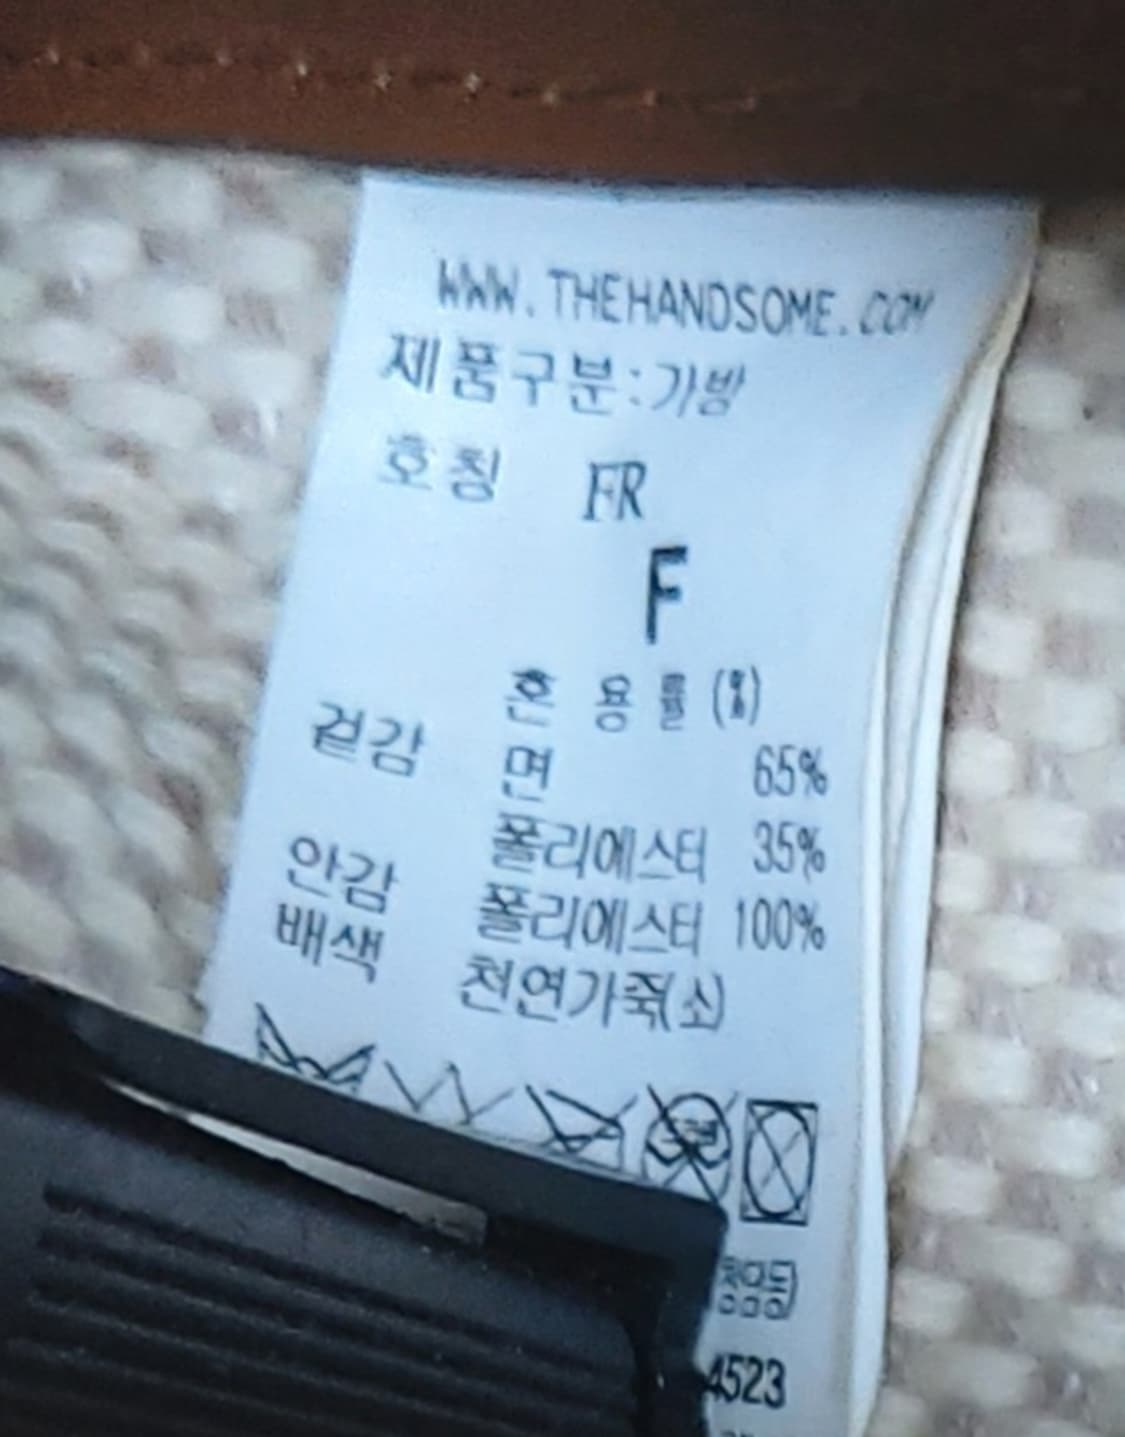 WWW.THEHANDSOME.COM
제품구분:가방
호칭 FR
F
혼용률(%)
겉감 면 65%
폴리에스터 35%
안감 폴리에스터 100%
배색 천연가죽(소)
4523